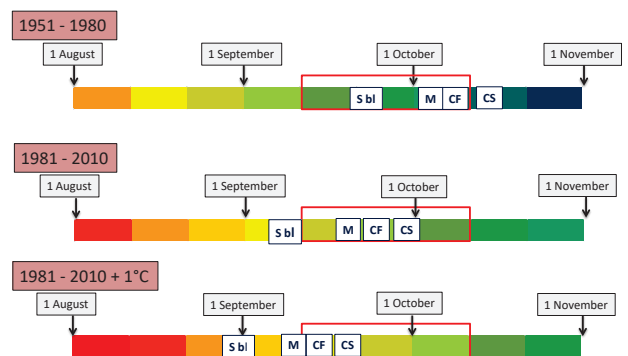 1951 - 1980
1 August
1 September
1 October
1 November
S bl
M
CF
CS
1981 - 2010
1 August
1 September
1 October
1 November
S bl
M
CF
CS
1981 - 2010 + 1°C
1 August
1 September
1 October
1 November
S bl
M
CF
CS